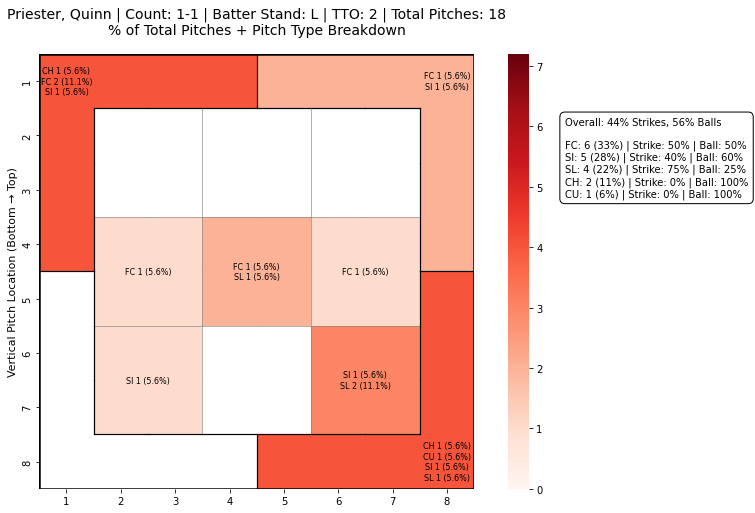 Priester, Quinn | Count: 1-1 | Batter Stand: L | TTO: 2 | Total Pitches: 18
% of Total Pitches + Pitch Type Breakdown
CH 1 (5.6%)
FC 2 (11.1%)
SI 1 (5.6%)
FC 1 (5.6%)
SI 1 (5.6%)
FC 1 (5.6%)
FC 1 (5.6%)
SL 1 (5.6%)
FC 1 (5.6%)
SI 1 (5.6%)
SI 1 (5.6%)
SL 2 (11.1%)
CH 1 (5.6%)
CU 1 (5.6%)
SI 1 (5.6%)
SL 1 (5.6%)
Vertical Pitch Location (Bottom → Top)
1
2
3
4
5
6
7
8
1
2
3
4
5
6
7
8
7
6
5
4
3
2
1
0
Overall: 44% Strikes, 56% Balls
FC: 6 (33%) | Strike: 50% | Ball: 50%
SI: 5 (28%) | Strike: 40% | Ball: 60%
SL: 4 (22%) | Strike: 75% | Ball: 25%
CH: 2 (11%) | Strike: 0% | Ball: 100%
CU: 1 (6%) | Strike: 0% | Ball: 100%